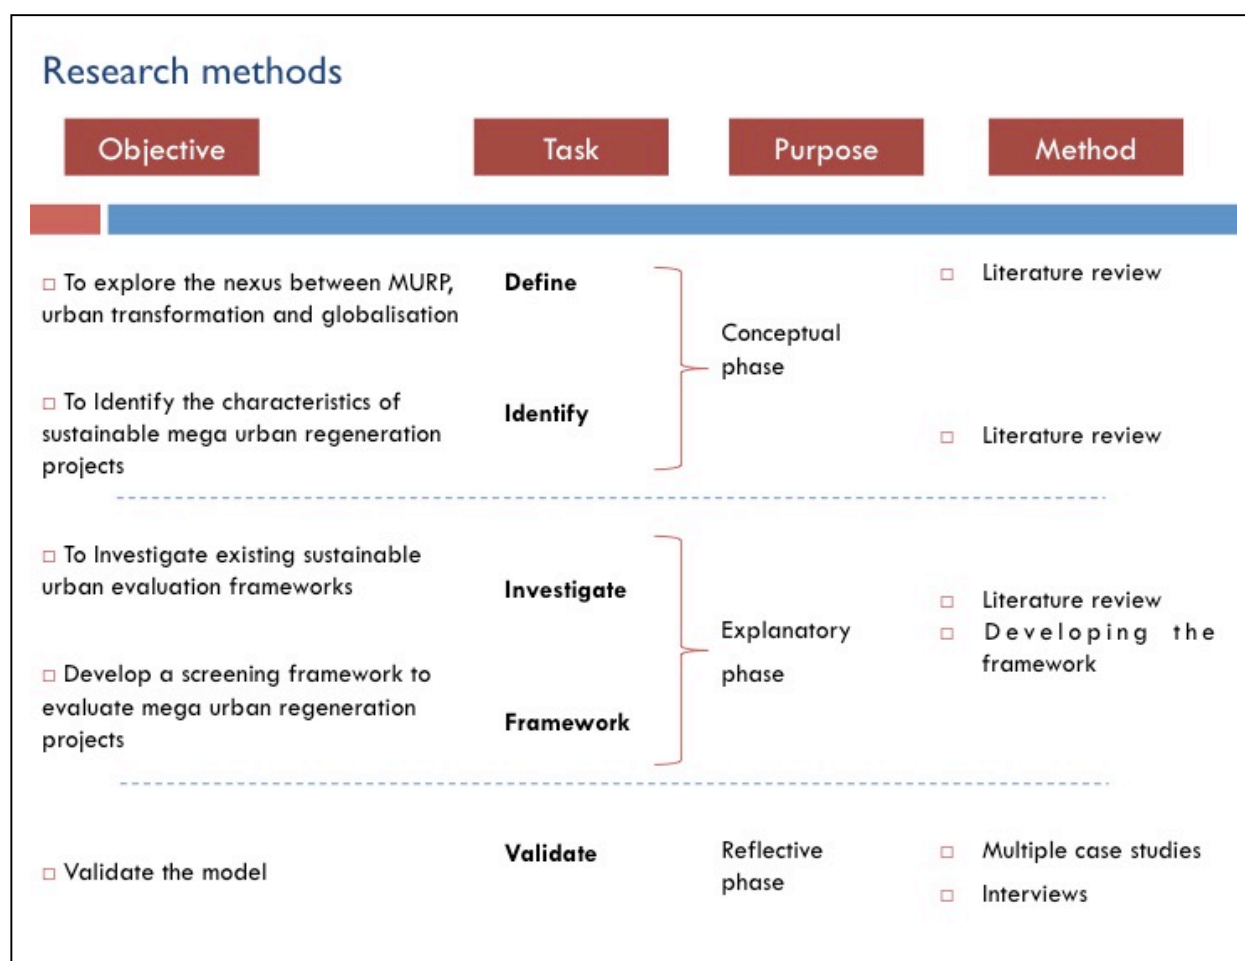 Research methods
Objective
Task
Purpose
Method
To explore the nexus between MURP,
urban transformation and globalisation
Define
Conceptual
phase
Literature review
To Identify the characteristics of
sustainable mega urban regeneration
projects
Identify
Literature review
To Investigate existing sustainable
urban evaluation frameworks
Investigate
Explanatory
phase
Literature review
Developing the
framework
Develop a screening framework to
evaluate mega urban regeneration
projects
Framework
Validate the model
Validate
Reflective
phase
Multiple case studies
Interviews